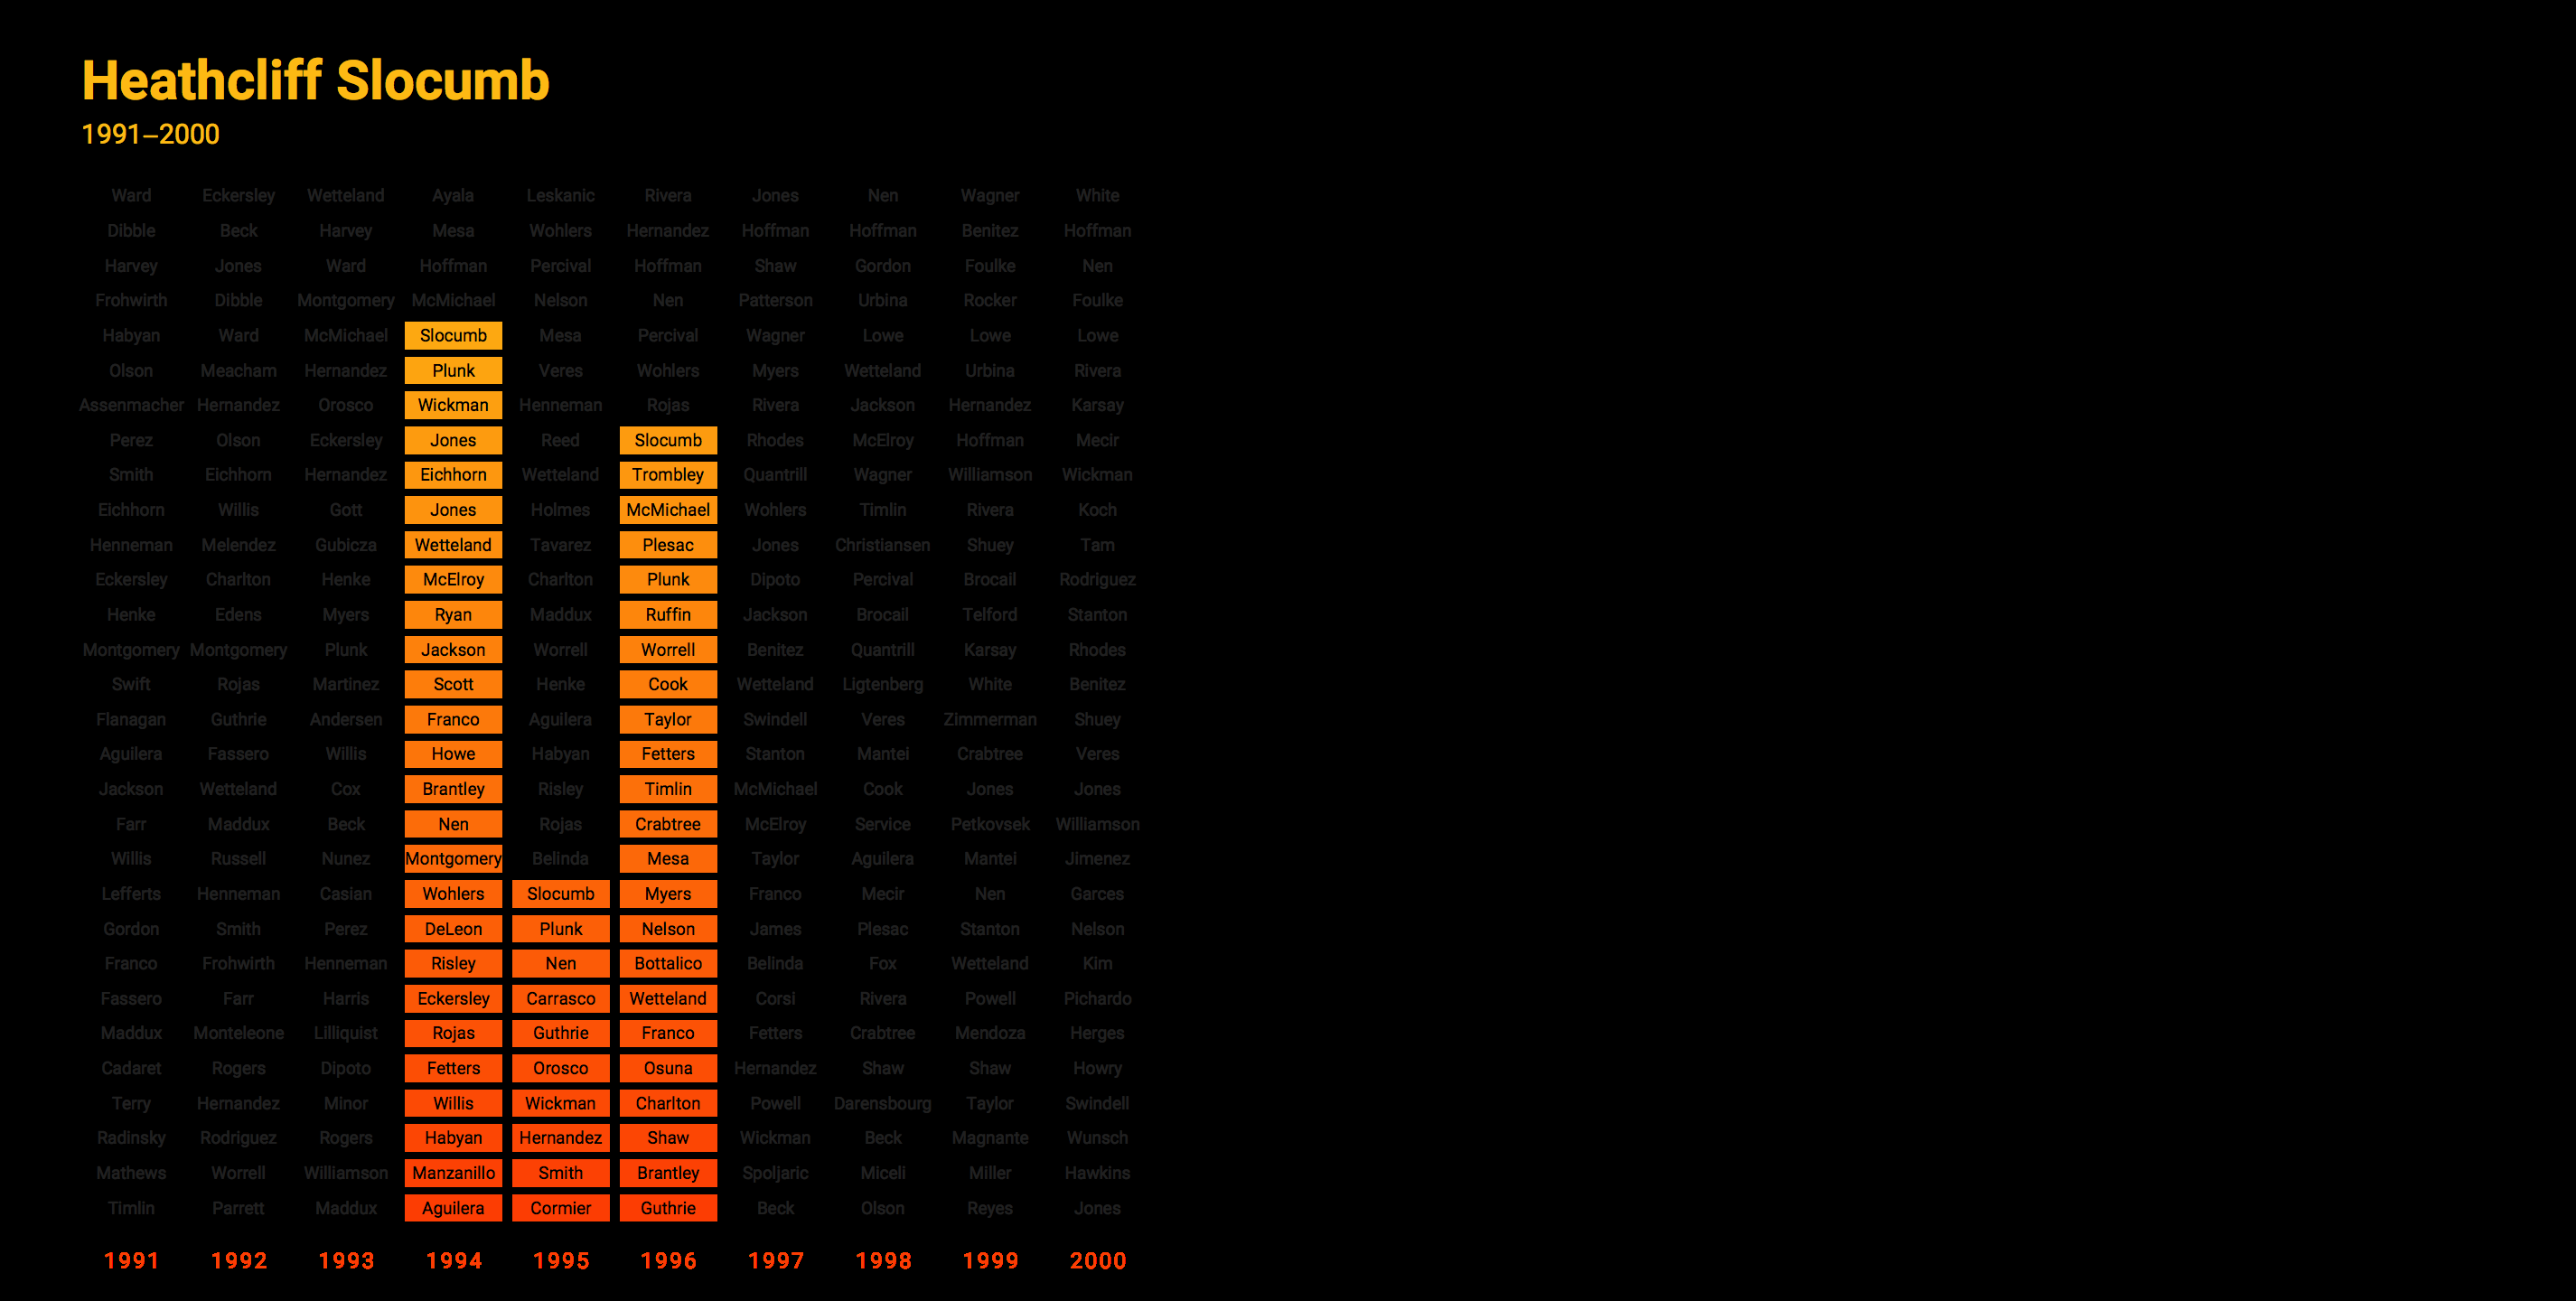 Heathcliff Slocumb
1991–2000
Ward Eckersley Wetteland Ayala Leskanic Rivera Jones Nen Wagner White
Dibble Beck Harvey Mesa Wohlers Hernandez Hoffman Hoffman Benitez Hoffman
Harvey Jones Ward Hoffman Percival Hoffman Shaw Gordon Foulke Nen
Frohwirth Dibble Montgomery McMichael Nelson Nen Patterson Urbina Rocker Foulke
Habyan Ward McMichael Slocumb Mesa Percival Wagner Lowe Lowe Lowe
Olson Meacham Hernandez Plunk Veres Wohlers Myers Wetteland Urbina Rivera
Assenmacher Hernandez Orosco Wickman Henneman Rojas Rivera Jackson Hernandez Karsay
Perez Olson Eckersley Jones Reed Slocumb Rhodes McElroy Hoffman Mecir
Smith Eichhorn Hernandez Eichhorn Wetteland Trombley Quantrill Wagner Williamson Wickman
Eichhorn Willis Gott Jones Holmes McMichael Wohlers Timlin Rivera Koch
Henneman Melendez Gubicza Wetteland Tavarez Plesac Jones Christiansen Shuey Tam
Eckersley Charlton Henke McElroy Charlton Plunk Dipoto Percival Brocail Rodriguez
Henke Edens Myers Ryan Maddux Ruffin Jackson Brocail Telford Stanton
Montgomery Montgomery Plunk Jackson Worrell Worrell Benitez Quantrill Karsay Rhodes
Swift Rojas Martinez Scott Henke Cook Wetteland Ligtenberg White Benitez
Flanagan Guthrie Andersen Franco Aguilera Taylor Swindell Veres Zimmerman Shuey
Aguilera Fassero Willis Howe Habyan Fetters Stanton Mantei Crabtree Veres
Jackson Wetteland Cox Brantley Risley Timlin McMichael Cook Jones Jones
Farr Maddux Beck Nen Rojas Crabtree McElroy Service Petkovsek Williamson
Willis Russell Nunez Montgomery Belinda Mesa Taylor Aguilera Mantei Jimenez
Lefferts Henneman Casian Wohlers Slocumb Myers Franco Mecir Nen Garces
Gordon Smith Perez DeLeon Plunk Nelson James Plesac Stanton Nelson
Franco Frohwirth Henneman Risley Nen Bottalico Belinda Fox Wetteland Kim
Fassero Farr Harris Eckersley Carrasco Wetteland Corsi Rivera Powell Pichardo
Maddux Monteleone Lilliquist Rojas Guthrie Franco Fetters Crabtree Mendoza Herges
Cadaret Rogers Dipoto Fetters Orosco Osuna Hernandez Shaw Shaw Howry
Terry Hernandez Minor Willis Wickman Charlton Powell Darensbourg Taylor Swindell
Radinsky Rodriguez Rogers Habyan Hernandez Shaw Wickman Beck Magnante Wunsch
Mathews Worrell Williamson Manzanillo Smith Brantley Spoljaric Miceli Miller Hawkins
Timlin Parrett Maddux Aguilera Cormier Guthrie Beck Olson Reyes Jones
1991 1992 1993 1994 1995 1996 1997 1998 1999 2000